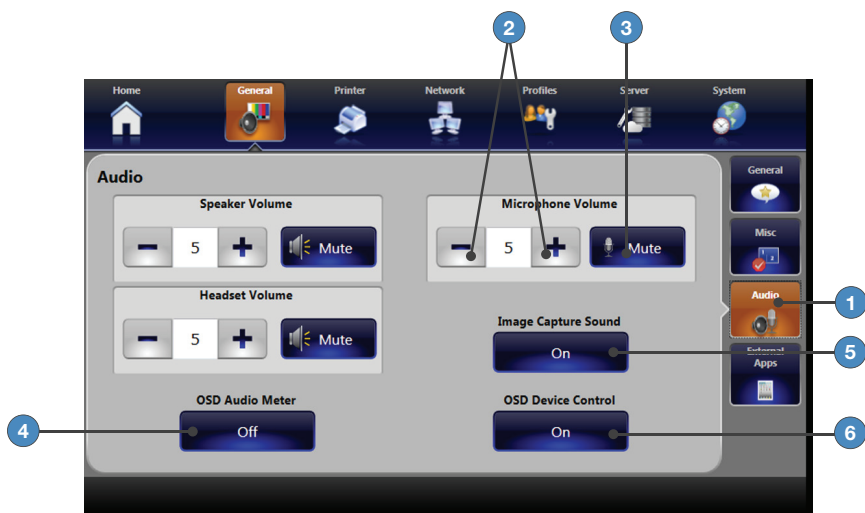 2 3
Home General Printer Network Profiles Server System
Audio
General
Speaker Volume Microphone Volume
Misc
5 Mute 5 Mute
Headset Volume
Audio 1
5 Mute
Image Capture Sound
On 5
External
Apps
OSD Audio Meter OSD Device Control
4 Off On 6